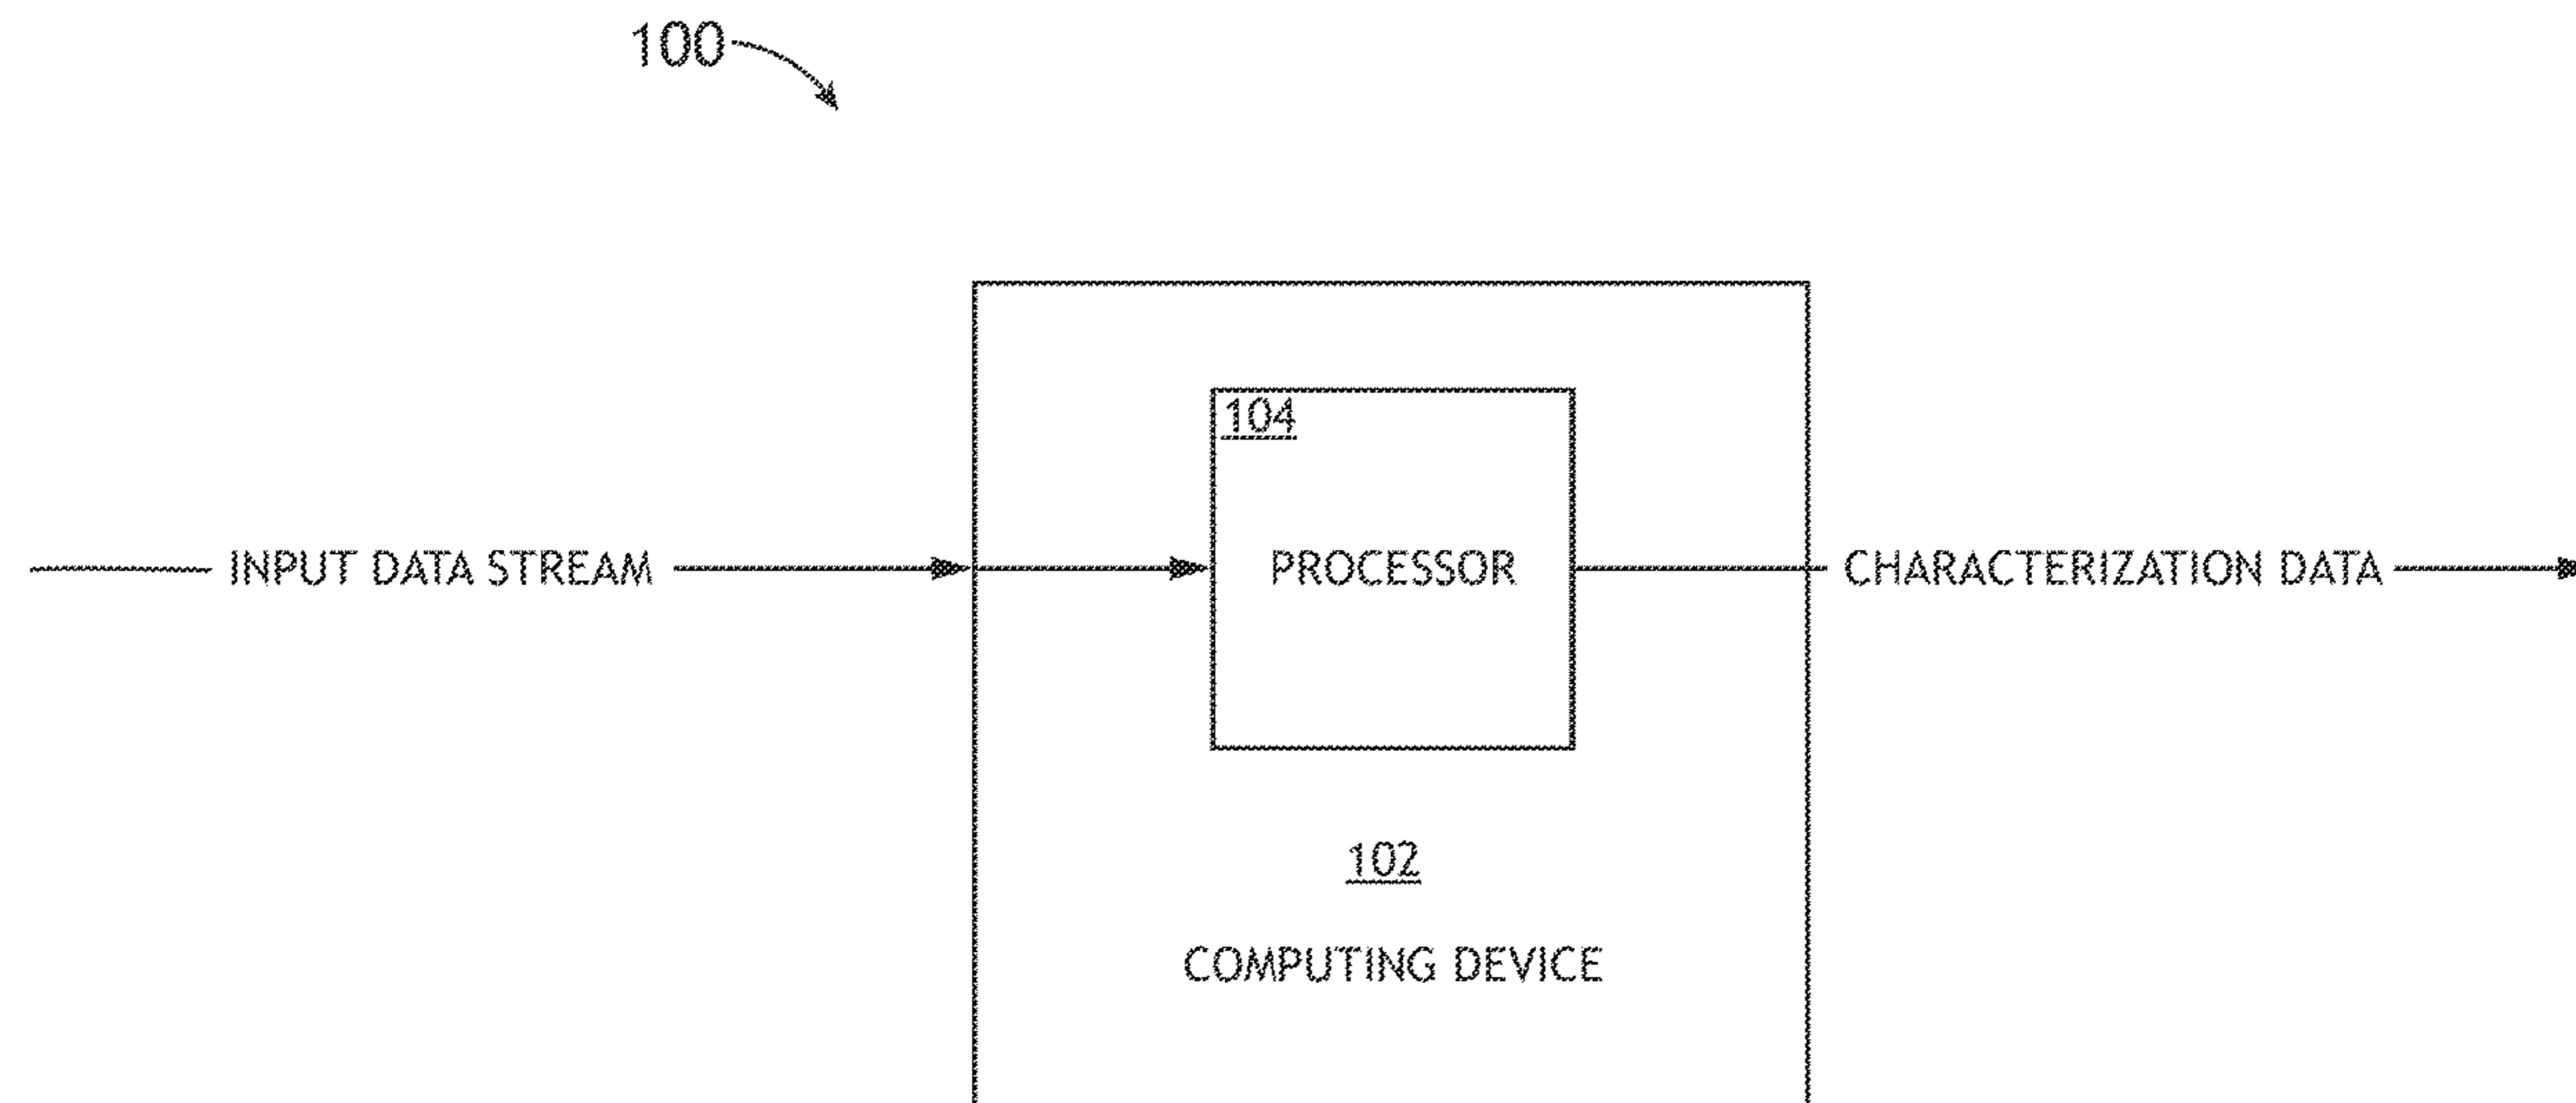 100
104
INPUT DATA STREAM
PROCESSOR
CHARACTERIZATION DATA
102
COMPUTING DEVICE